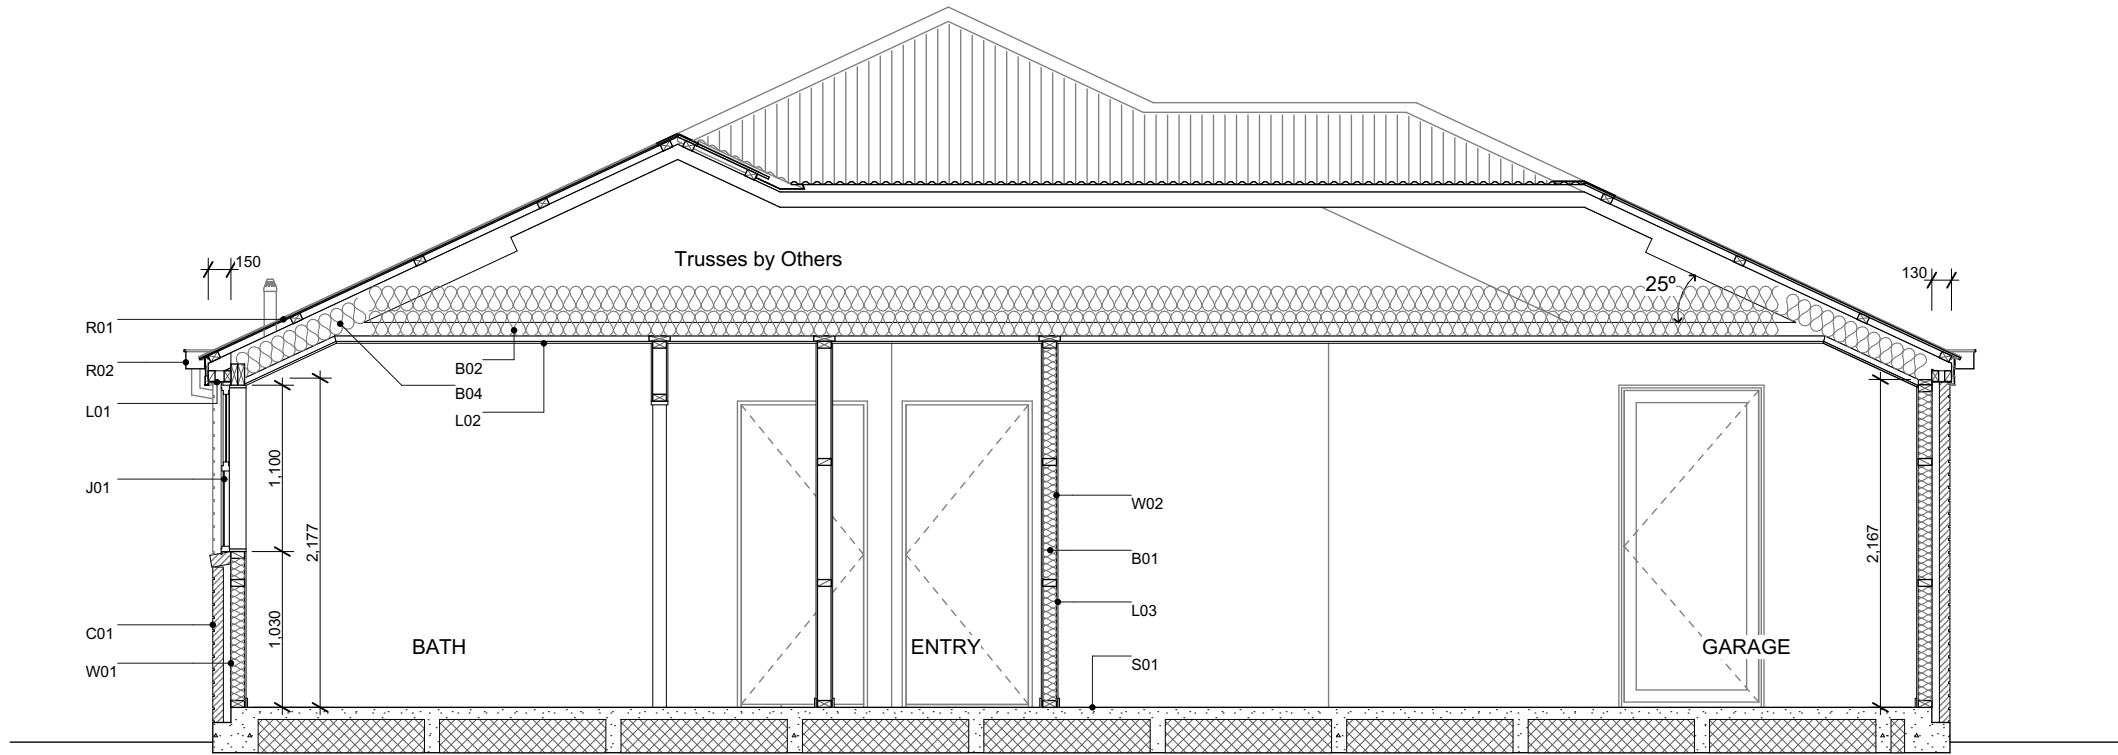 Trusses by Others
150
130
25º
R01
R02
L01
B02
B04
L02
J01
1,100
2,177
W02
2,167
B01
L03
C01
1,030
BATH
ENTRY
GARAGE
W01
S01